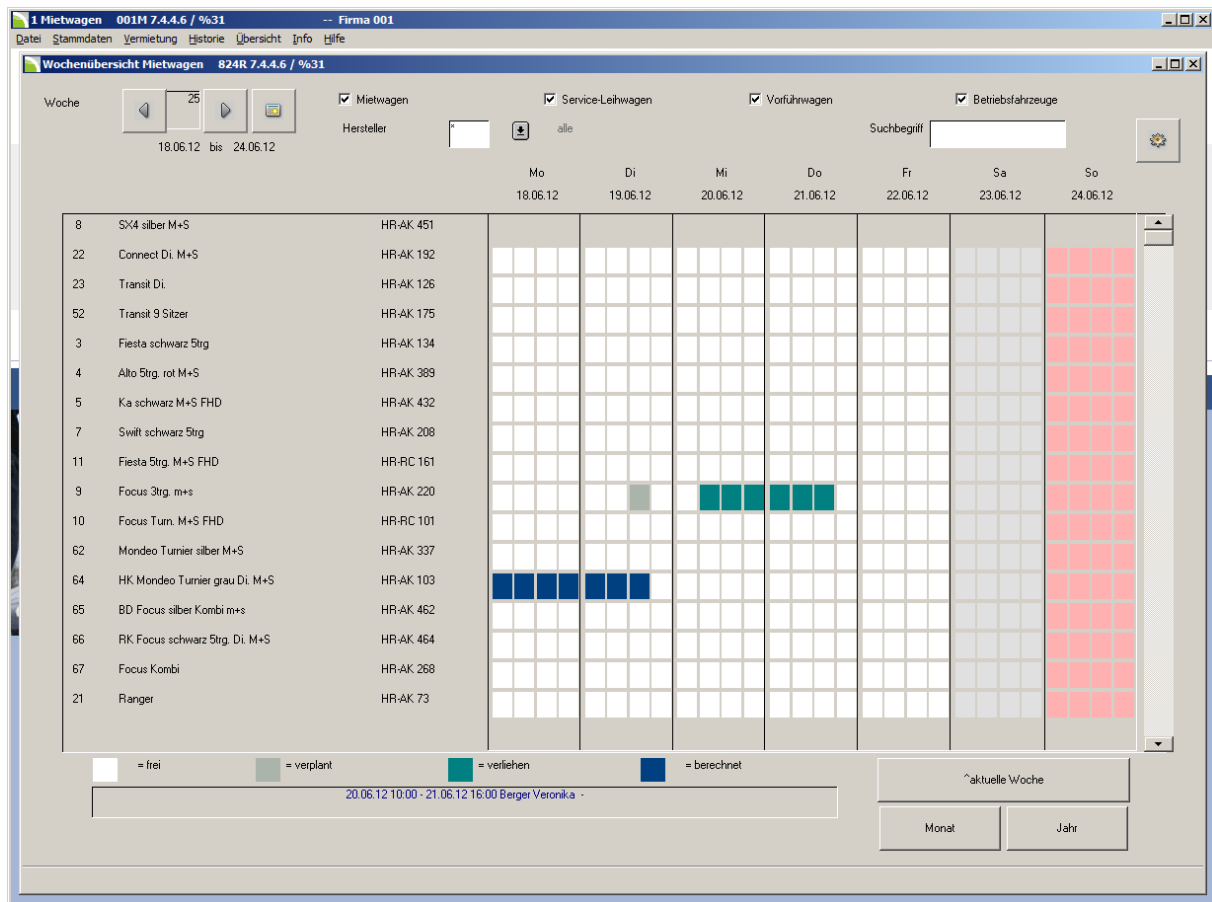 1 Mietwagen 001M 7.4.4.6 / %31 -- Firma 001
Datei Stammdaten Vermietung Historie Übersicht Info Hilfe
Wochenübersicht Mietwagen 824R 7.4.4.6 / %31
Woche 25 Mietwagen Service-Leihwagen Vorführwagen Betriebsfahrzeuge
Hersteller * alle Suchbegriff
18.06.12 bis 24.06.12
Mo Di Mi Do Fr Sa So
18.06.12 19.06.12 20.06.12 21.06.12 22.06.12 23.06.12 24.06.12
8 SX4 silber M+S HR-AK 451
22 Connect Di. M+S HR-AK 192
23 Transit Di. HR-AK 126
52 Transit 9 Sitzer HR-AK 175
3 Fiesta schwarz 5trg HR-AK 134
4 Alto 5trg. rot M+S HR-AK 389
5 Ka schwarz M+S FHD HR-AK 432
7 Swift schwarz 5trg HR-AK 208
11 Fiesta 5trg. M+S FHD HR-RC 161
9 Focus 3trg. m+s HR-AK 220
10 Focus Turn. M+S FHD HR-RC 101
62 Mondeo Turnier silber M+S HR-AK 337
64 HK Mondeo Turnier grau Di. M+S HR-AK 103
65 BD Focus silber Kombi m+s HR-AK 462
66 RK Focus schwarz 5trg. Di. M+S HR-AK 464
67 Focus Kombi HR-AK 268
21 Ranger HR-AK 73
= frei = verplant = verliehen = berechnet
^aktuelle Woche
20.06.12 10:00 - 21.06.12 16:00 Berger Veronika -
Monat Jahr